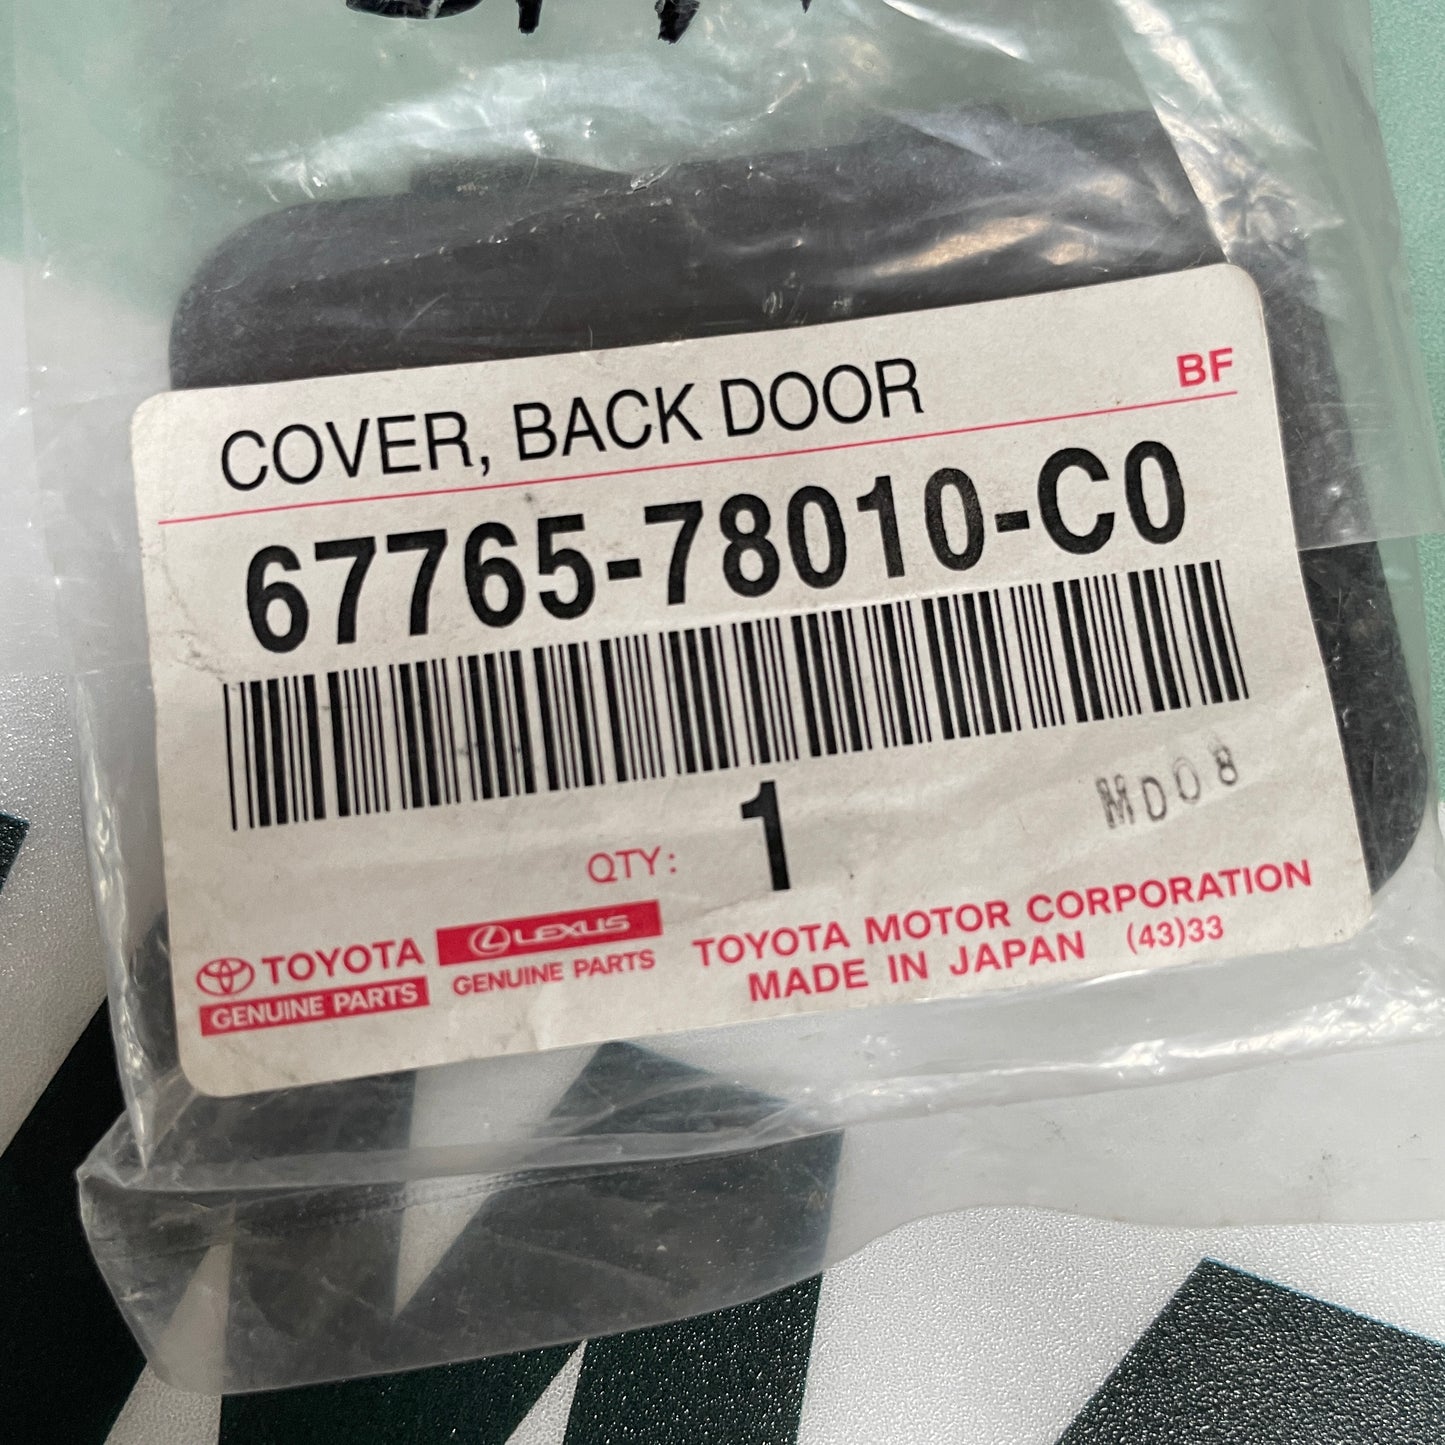 COVER, BACK DOOR
BF
67765-78010-C0
QTY: 1
MD08
TOYOTA
GENUINE PARTS
LEXUS
GENUINE PARTS
TOYOTA MOTOR CORPORATION
MADE IN JAPAN (43)33